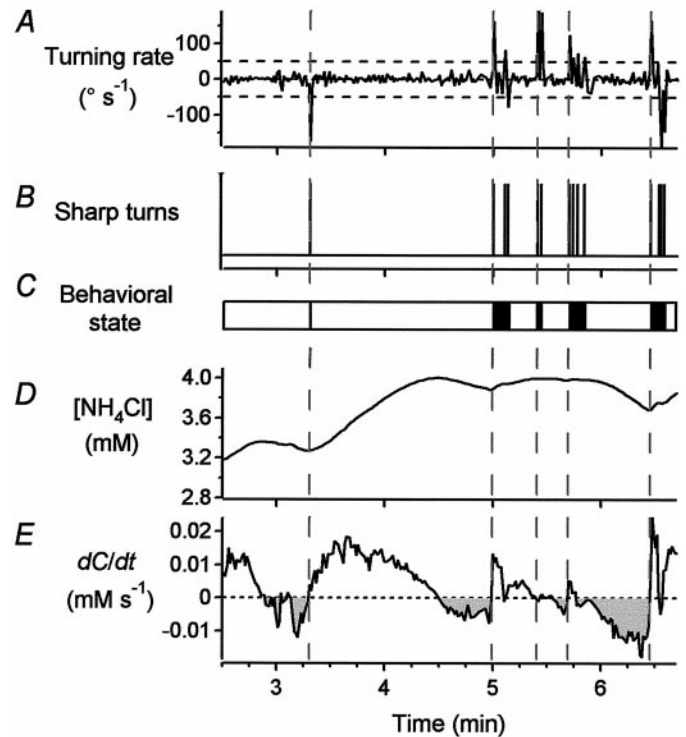 A
Turning rate
(° s⁻¹)
100
0
-100
B
Sharp turns
C
Behavioral
state
D
[NH₄Cl]
(mM)
4.0
3.6
3.2
2.8
E
dC/dt
(mM s⁻¹)
0.02
0.01
0
-0.01
3 4 5 6
Time (min)